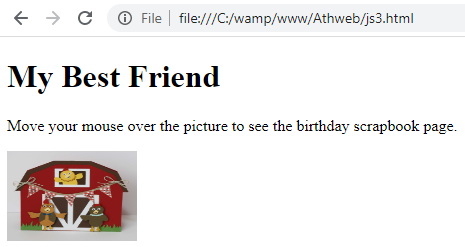 File | file:///C:/wamp/www/Athweb/js3.html
My Best Friend
Move your mouse over the picture to see the birthday scrapbook page.